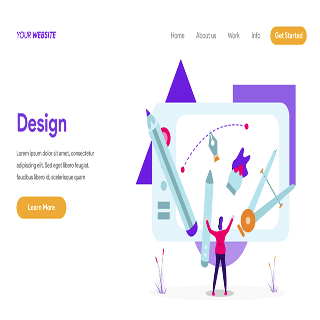 YOUR WEBSITE
Home About us Work Info Get Started
Design
Lorem ipsum dolor sit amet, consectetur
adipiscing elit. Sed eget libero feugiat,
faucibus libero id, scelerisque quam
Learn More